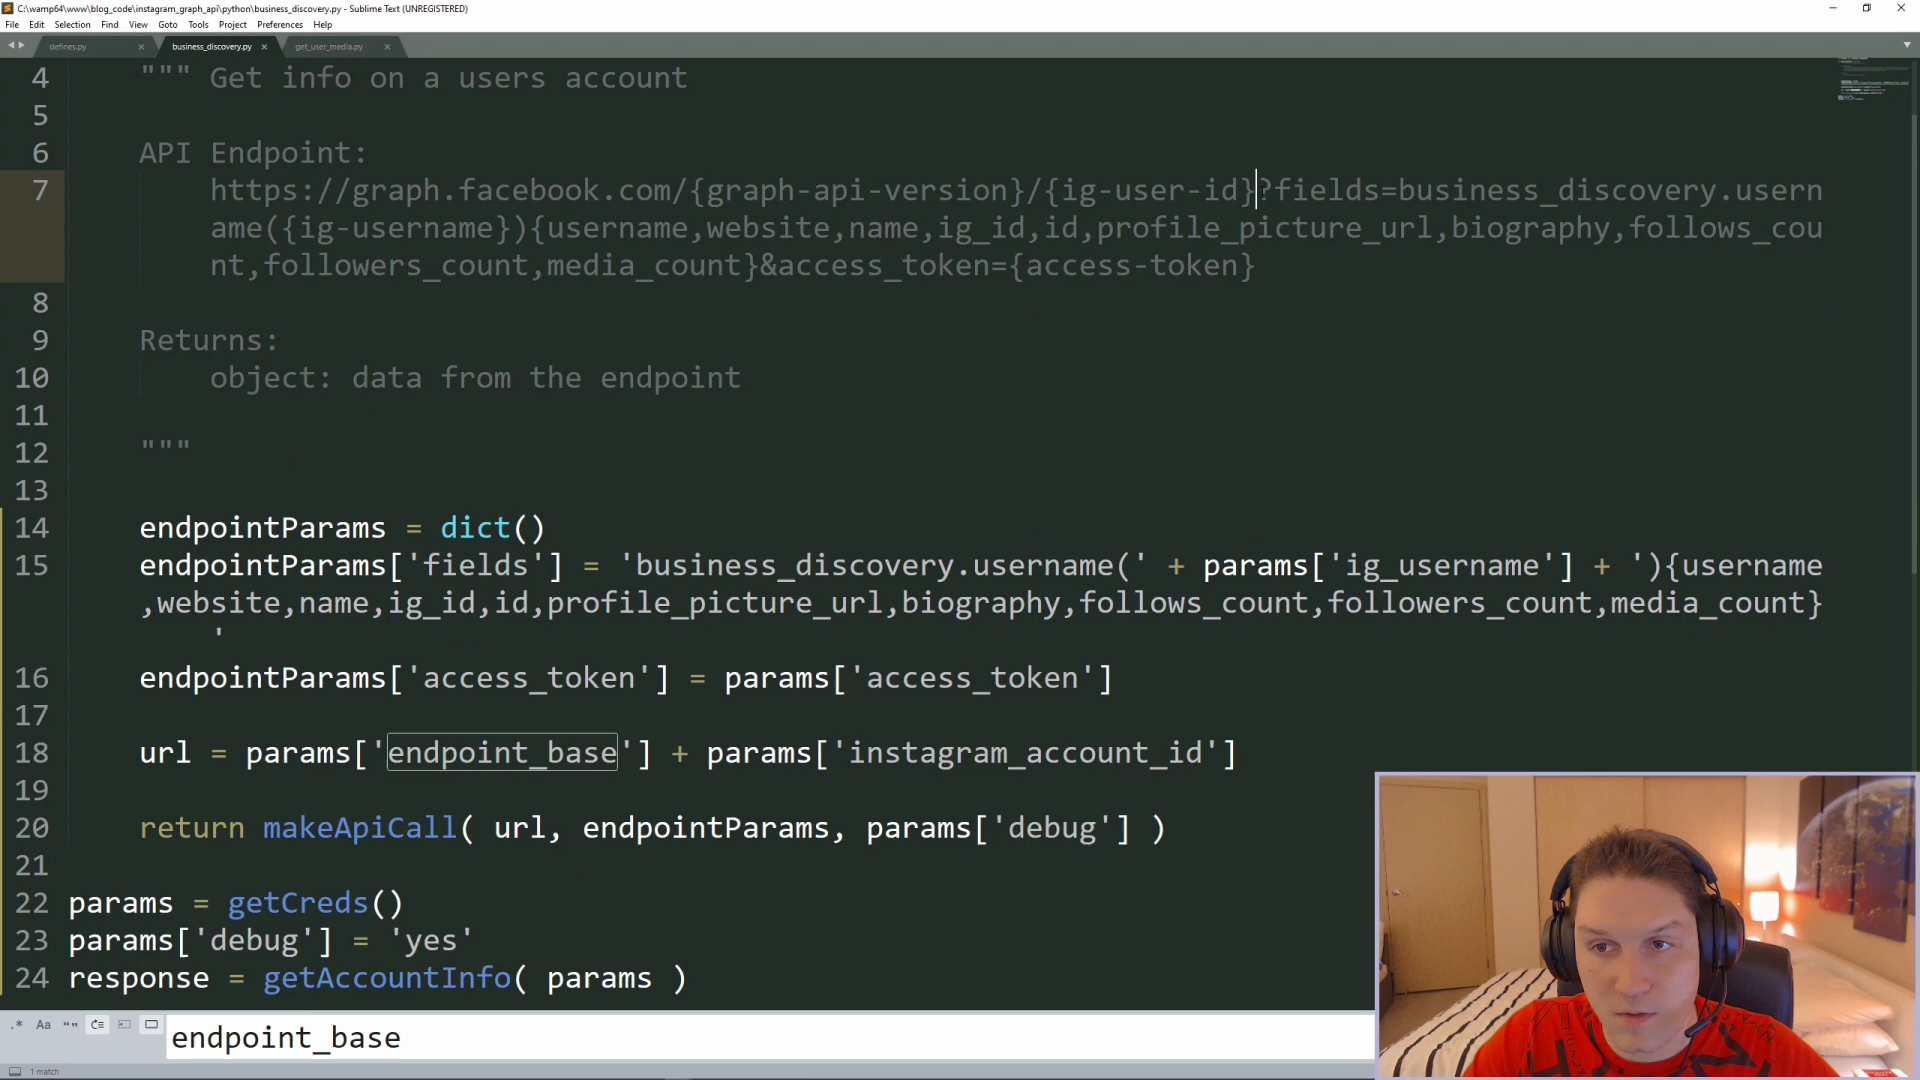 C:\wamp64\www\blog_code\instagram_graph_api\python\business_discovery.py - Sublime Text (UNREGISTERED)
File Edit Selection Find View Goto Tools Project Preferences Help
defines.py business_discovery.py get_user_media.py
4 """ Get info on a users account
5
6 API Endpoint:
7 https://graph.facebook.com/{graph-api-version}/{ig-user-id}?fields=business_discovery.usern
ame({ig-username}){username,website,name,ig_id,id,profile_picture_url,biography,follows_cou
nt,followers_count,media_count}&access_token={access-token}
8
9 Returns:
10 object: data from the endpoint
11
12 """
13
14 endpointParams = dict()
15 endpointParams['fields'] = 'business_discovery.username(' + params['ig_username'] + '){username
,website,name,ig_id,id,profile_picture_url,biography,follows_count,followers_count,media_count}
'
16 endpointParams['access_token'] = params['access_token']
17
18 url = params['endpoint_base'] + params['instagram_account_id']
19
20 return makeApiCall( url, endpointParams, params['debug'] )
21
22 params = getCreds()
23 params['debug'] = 'yes'
24 response = getAccountInfo( params )
.* Aa "" endpoint_base
1 match